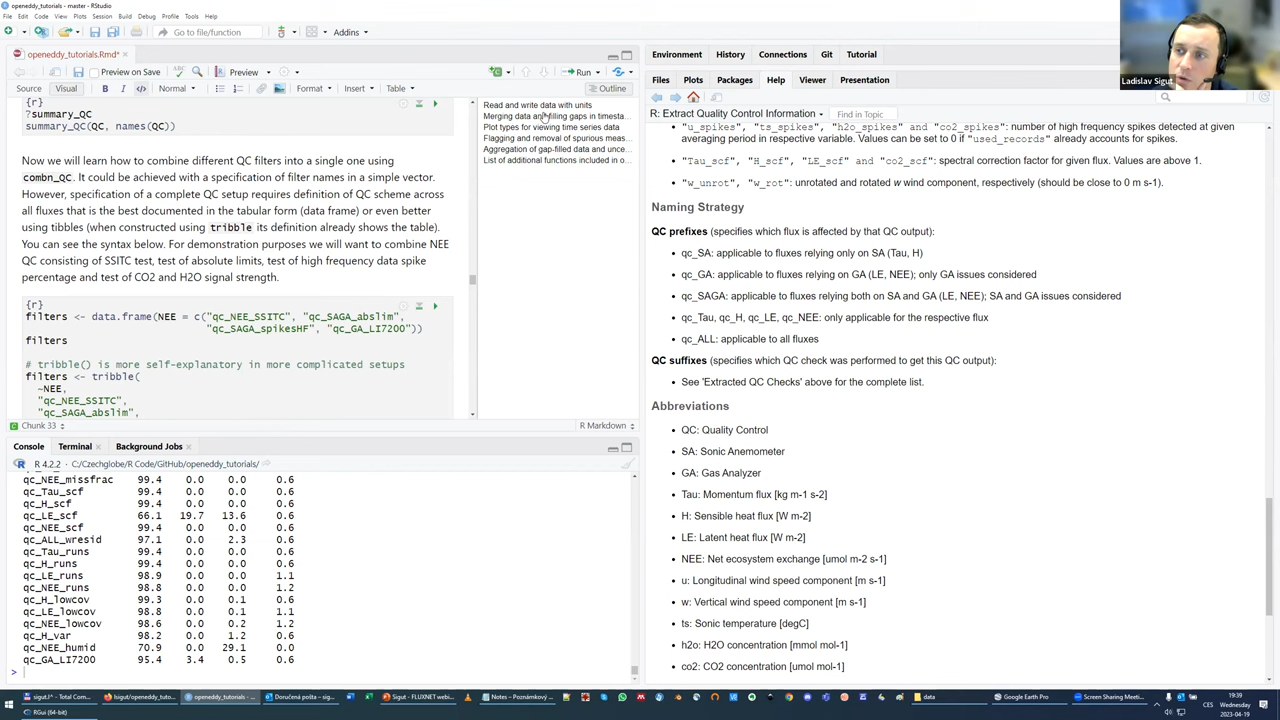 openeddy_tutorials - master - RStudio
File Edit Code View Plots Session Build Debug Profile Tools Help
Go to file/function
Addins
openeddy_tutorials.Rmd*
Preview on Save
Preview
Run
Source Visual B I Normal Format Insert Table Outline
{r}
?summary_QC
summary_QC(QC, names(QC))
Now we will learn how to combine different QC filters into a single one using
combn_QC. It could be achieved with a specification of filter names in a simple vector.
However, specification of a complete QC setup requires definition of QC scheme across
all fluxes that is the best documented in the tabular form (data frame) or even better
using tibbles (when constructed using tribble its definition already shows the table).
You can see the syntax below. For demonstration purposes we will want to combine NEE
QC consisting of SSITC test, test of absolute limits, test of high frequency data spike
percentage and test of CO2 and H2O signal strength.
{r}
filters <- data.frame(NEE = c("qc_NEE_SSITC", "qc_SAGA_abslim",
"qc_SAGA_spikesHF", "qc_GA_LI7200"))
filters
# tribble() is more self-explanatory in more complicated setups
filters <- tribble(
~NEE,
"qc_NEE_SSITC",
"qc_SAGA_abslim",
Chunk 33
R Markdown
Read and write data with units
Merging data and filling gaps in timesta...
Plot types for viewing time series data
Flagging and removal of spurious meas...
Aggregation of gap-filled data and unce...
List of additional functions included in o...
Console Terminal Background Jobs
R 4.2.2 · C:/Czechglobe/R Code/GitHub/openeddy_tutorials/
qc_NEE_missfrac 99.4 0.0 0.0 0.6
qc_Tau_scf 99.4 0.0 0.0 0.6
qc_H_scf 99.4 0.0 0.0 0.6
qc_LE_scf 66.1 19.7 13.6 0.6
qc_NEE_scf 99.4 0.0 0.0 0.6
qc_ALL_wresid 97.1 0.0 2.3 0.6
qc_Tau_runs 99.4 0.0 0.0 0.6
qc_H_runs 99.4 0.0 0.0 0.6
qc_LE_runs 98.9 0.0 0.0 1.1
qc_NEE_runs 98.8 0.0 0.0 1.2
qc_H_lowcov 99.3 0.0 0.1 0.6
qc_LE_lowcov 98.8 0.0 0.1 1.1
qc_NEE_lowcov 98.6 0.0 0.2 1.2
qc_H_var 98.2 0.0 1.2 0.6
qc_NEE_humid 70.9 0.0 29.1 0.0
qc_GA_LI7200 95.4 3.4 0.5 0.6
>
Environment History Connections Git Tutorial
Files Plots Packages Help Viewer Presentation
R: Extract Quality Control Information
Find in Topic
"u_spikes", "ts_spikes", "h2o_spikes" and "co2_spikes": number of high frequency spikes detected at given
averaging period in respective variable. Values can be set to 0 if "used_records" already accounts for spikes.
"Tau_scf", "H_scf", "LE_scf" and "co2_scf": spectral correction factor for given flux. Values are above 1.
"w_unrot", "w_rot": unrotated and rotated w wind component, respectively (should be close to 0 m s-1).
Naming Strategy
QC prefixes (specifies which flux is affected by that QC output):
qc_SA: applicable to fluxes relying only on SA (Tau, H)
qc_GA: applicable to fluxes relying on GA (LE, NEE); only GA issues considered
qc_SAGA: applicable to fluxes relying both on SA and GA (LE, NEE); SA and GA issues considered
qc_Tau, qc_H, qc_LE, qc_NEE: only applicable for the respective flux
qc_ALL: applicable to all fluxes
QC suffixes (specifies which QC check was performed to get this QC output):
See 'Extracted QC Checks' above for the complete list.
Abbreviations
QC: Quality Control
SA: Sonic Anemometer
GA: Gas Analyzer
Tau: Momentum flux [kg m-1 s-2]
H: Sensible heat flux [W m-2]
LE: Latent heat flux [W m-2]
NEE: Net ecosystem exchange [umol m-2 s-1]
u: Longitudinal wind speed component [m s-1]
w: Vertical wind speed component [m s-1]
ts: Sonic temperature [degC]
h2o: H2O concentration [mmol mol-1]
co2: CO2 concentration [umol mol-1]
Ladislav Sigut
sigut.l^ - Total Com...
lsigut/openeddy_tuto...
openeddy_tutorials - ...
Doručená pošta – sig...
Sigut - FLUXNET webi...
Notes – Poznámkový ...
data
Google Earth Pro
Screen Sharing Meeti...
CES
19:39
Wednesday
2023-04-19
RGui (64-bit)